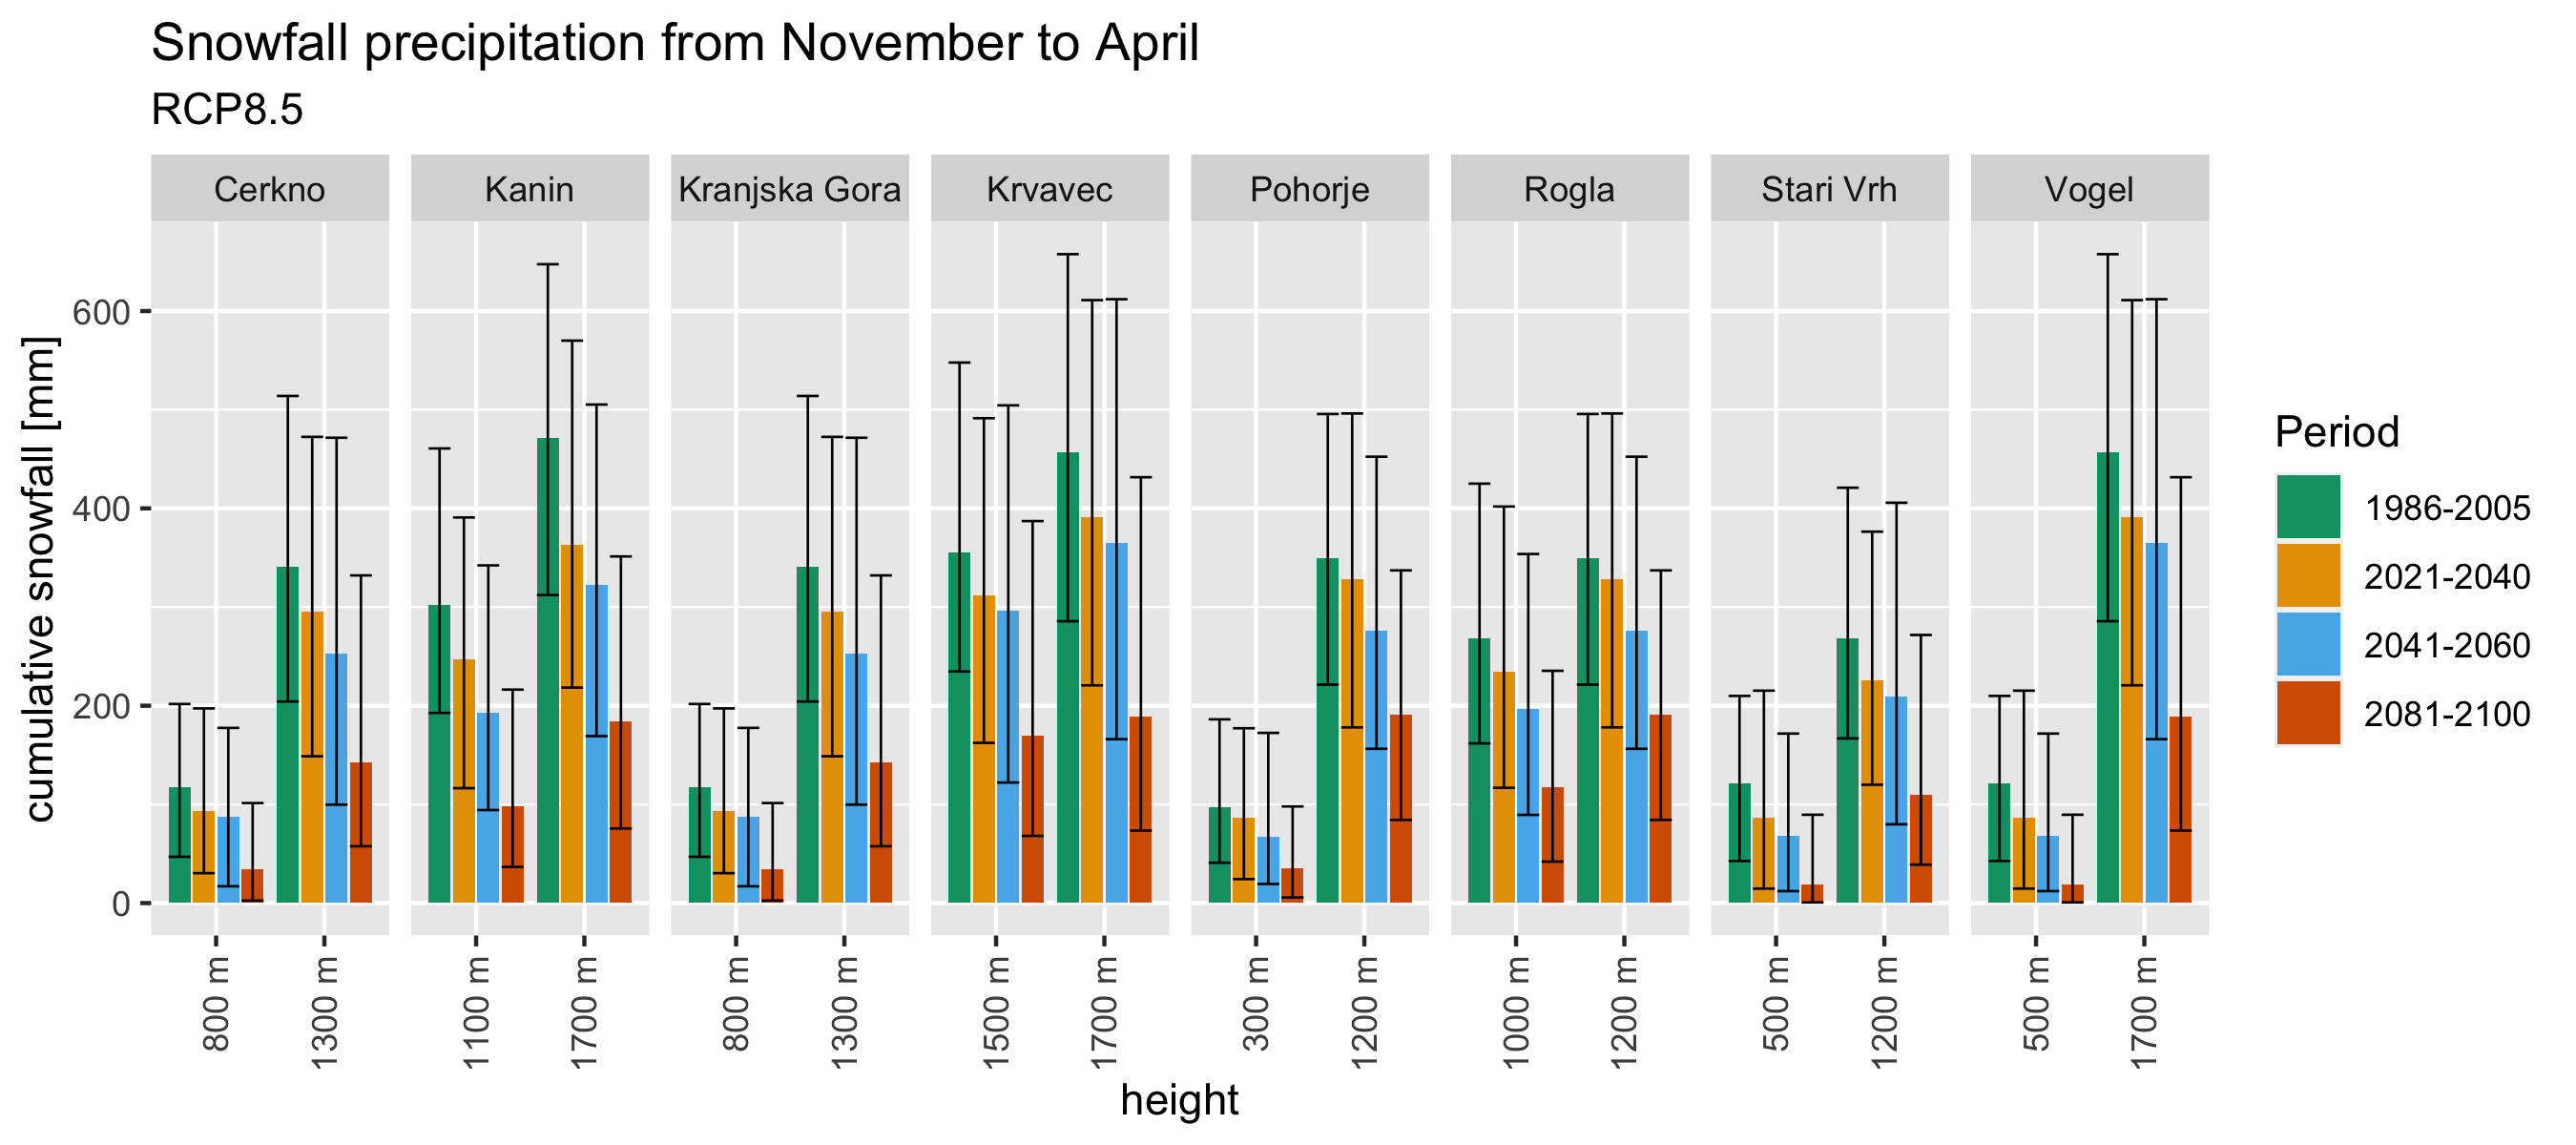 Snowfall precipitation from November to April
RCP8.5
Cerkno
Kanin
Kranjska Gora
Krvavec
Pohorje
Rogla
Stari Vrh
Vogel
cumulative snowfall [mm]
600
400
200
0
800 m
1300 m
1100 m
1700 m
800 m
1300 m
1500 m
1700 m
300 m
1200 m
1000 m
1200 m
500 m
1200 m
500 m
1700 m
height
Period
1986-2005
2021-2040
2041-2060
2081-2100